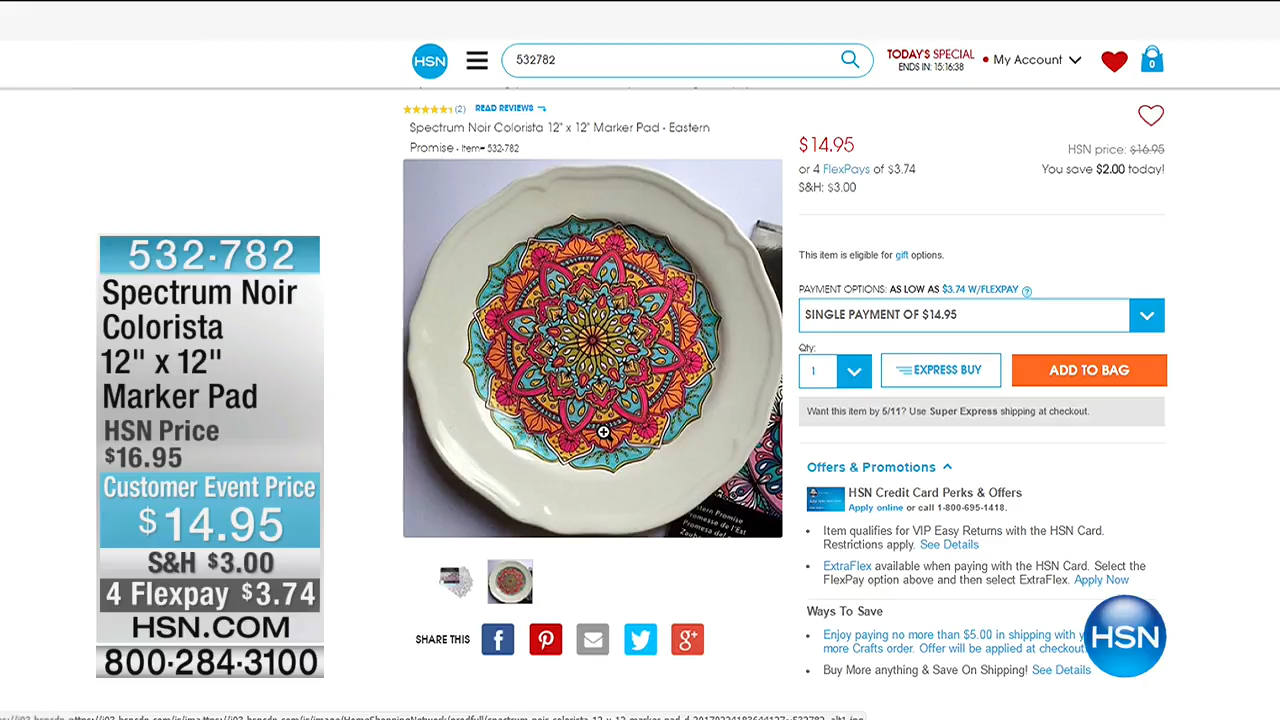 HSN
532782
TODAY'S SPECIAL
ENDS IN: 15:16:38
My Account
0
(2) READ REVIEWS
Spectrum Noir Colorista 12" x 12" Marker Pad - Eastern
Promise - Item# 532-782
$14.95
HSN price: $16.95
or 4 FlexPays of $3.74
You save $2.00 today!
S&H: $3.00
This item is eligible for gift options.
PAYMENT OPTIONS: AS LOW AS $3.74 W/FLEXPAY ?
SINGLE PAYMENT OF $14.95
Qty:
1
EXPRESS BUY
ADD TO BAG
Want this item by 5/11? Use Super Express shipping at checkout.
Offers & Promotions
HSN Credit Card Perks & Offers
Apply online or call 1-800-695-1418.
• Item qualifies for VIP Easy Returns with the HSN Card.
Restrictions apply. See Details
• ExtraFlex available when paying with the HSN Card. Select the
FlexPay option above and then select ExtraFlex. Apply Now
Ways To Save
• Enjoy paying no more than $5.00 in shipping with
more Crafts order. Offer will be applied at checkout
• Buy More anything & Save On Shipping! See Details
HSN
532·782
Spectrum Noir
Colorista
12" x 12"
Marker Pad
HSN Price
$16.95
Customer Event Price
$14.95
S&H $3.00
4 Flexpay $3.74
HSN.COM
800·284·3100
Eastern Promise
Promesse de l'Est
Promesa de
SHARE THIS